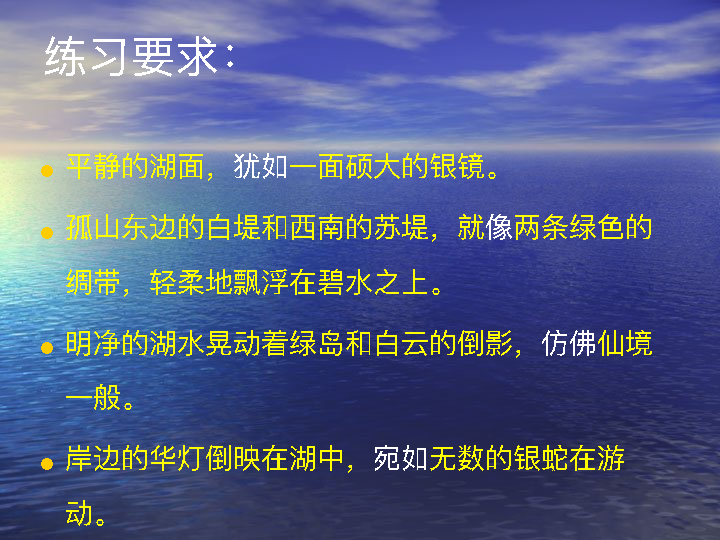 练习要求：
平静的湖面，犹如一面硕大的银镜。
孤山东边的白堤和西南的苏堤，就像两条绿色的
绸带，轻柔地飘浮在碧水之上。
明净的湖水晃动着绿岛和白云的倒影，仿佛仙境
一般。
岸边的华灯倒映在湖中，宛如无数的银蛇在游
动。